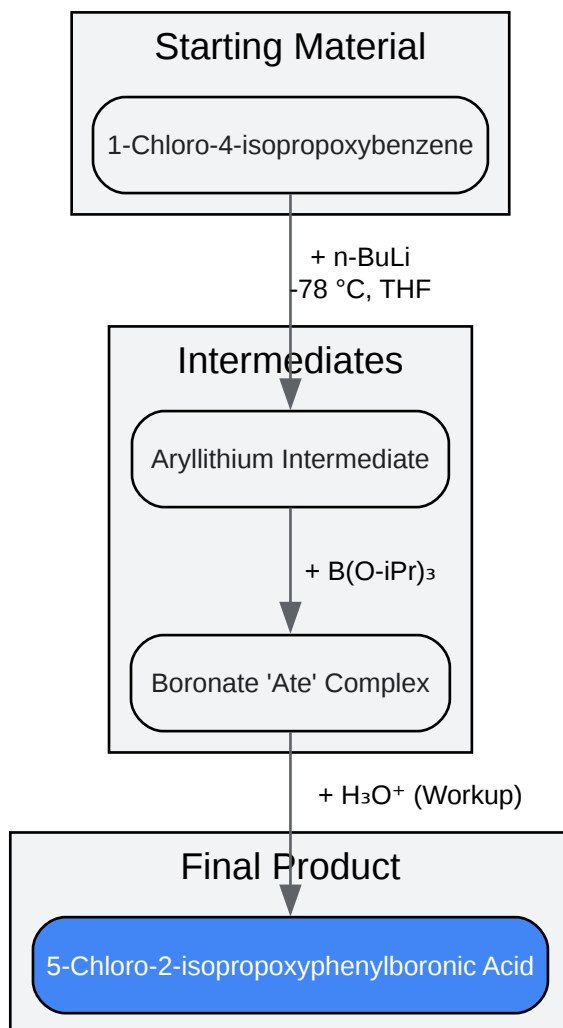 Starting Material
1-Chloro-4-isopropoxybenzene
+ n-BuLi
-78 °C, THF
Intermediates
Aryllithium Intermediate
+ B(O-iPr)₃
Boronate 'Ate' Complex
+ H₃O⁺ (Workup)
Final Product
5-Chloro-2-isopropoxyphenylboronic Acid